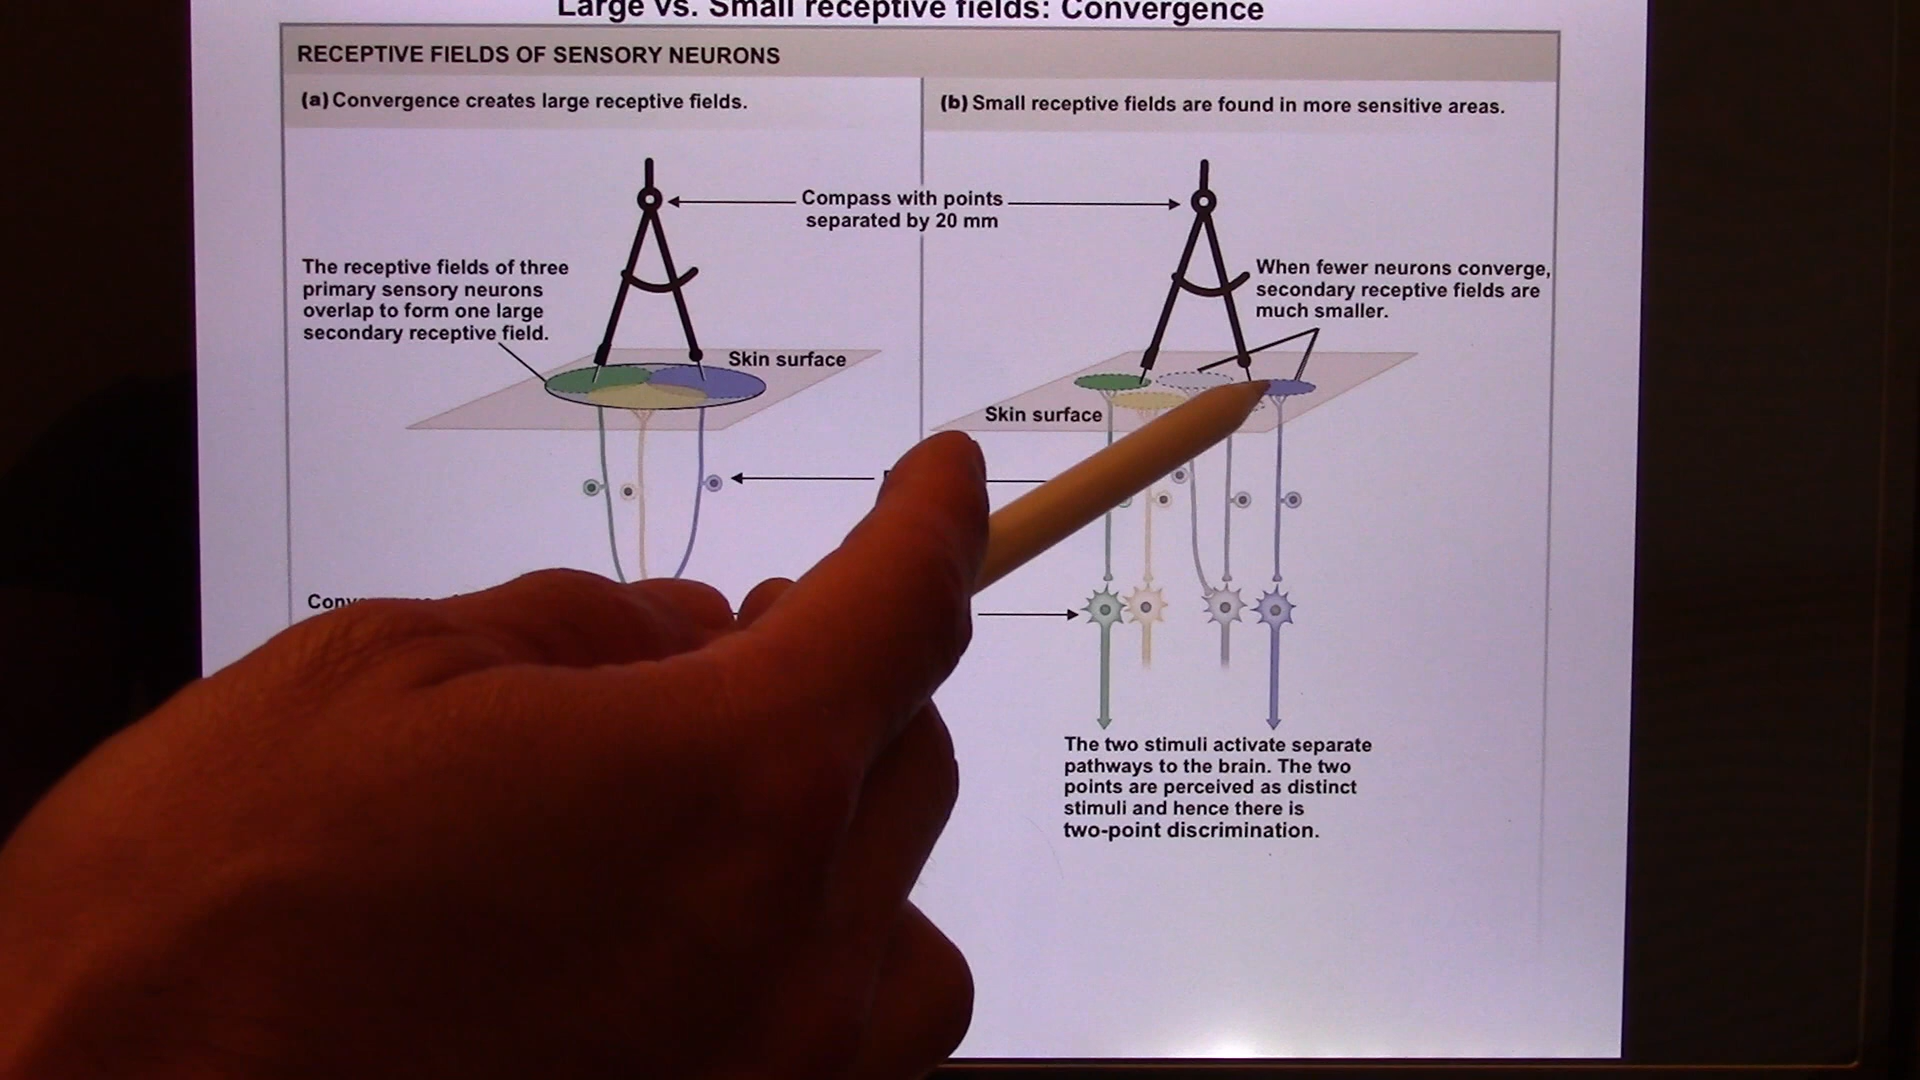 Large vs. Small receptive fields: Convergence
RECEPTIVE FIELDS OF SENSORY NEURONS
(a) Convergence creates large receptive fields.
(b) Small receptive fields are found in more sensitive areas.
Compass with points
separated by 20 mm
The receptive fields of three
primary sensory neurons
overlap to form one large
secondary receptive field.
Skin surface
When fewer neurons converge,
secondary receptive fields are
much smaller.
Skin surface
The two stimuli activate separate
pathways to the brain. The two
points are perceived as distinct
stimuli and hence there is
two-point discrimination.